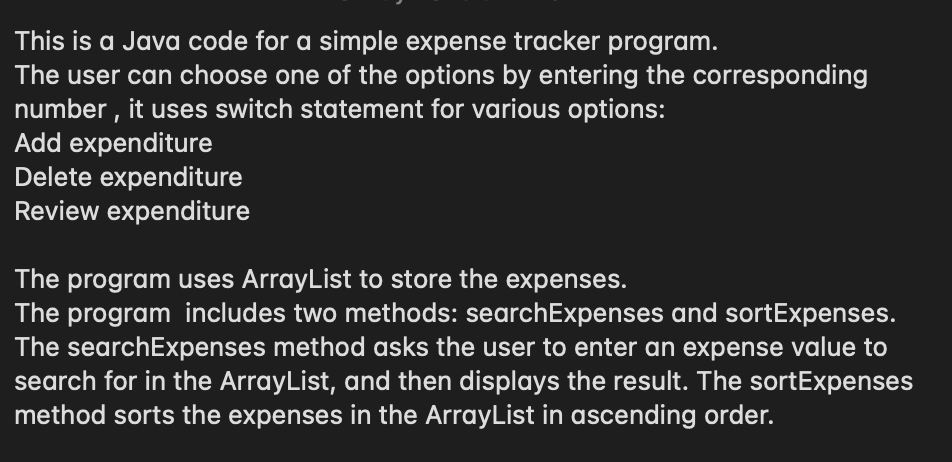 This is a Java code for a simple expense tracker program.
The user can choose one of the options by entering the corresponding
number , it uses switch statement for various options:
Add expenditure
Delete expenditure
Review expenditure
The program uses ArrayList to store the expenses.
The program  includes two methods: searchExpenses and sortExpenses.
The searchExpenses method asks the user to enter an expense value to
search for in the ArrayList, and then displays the result. The sortExpenses
method sorts the expenses in the ArrayList in ascending order.